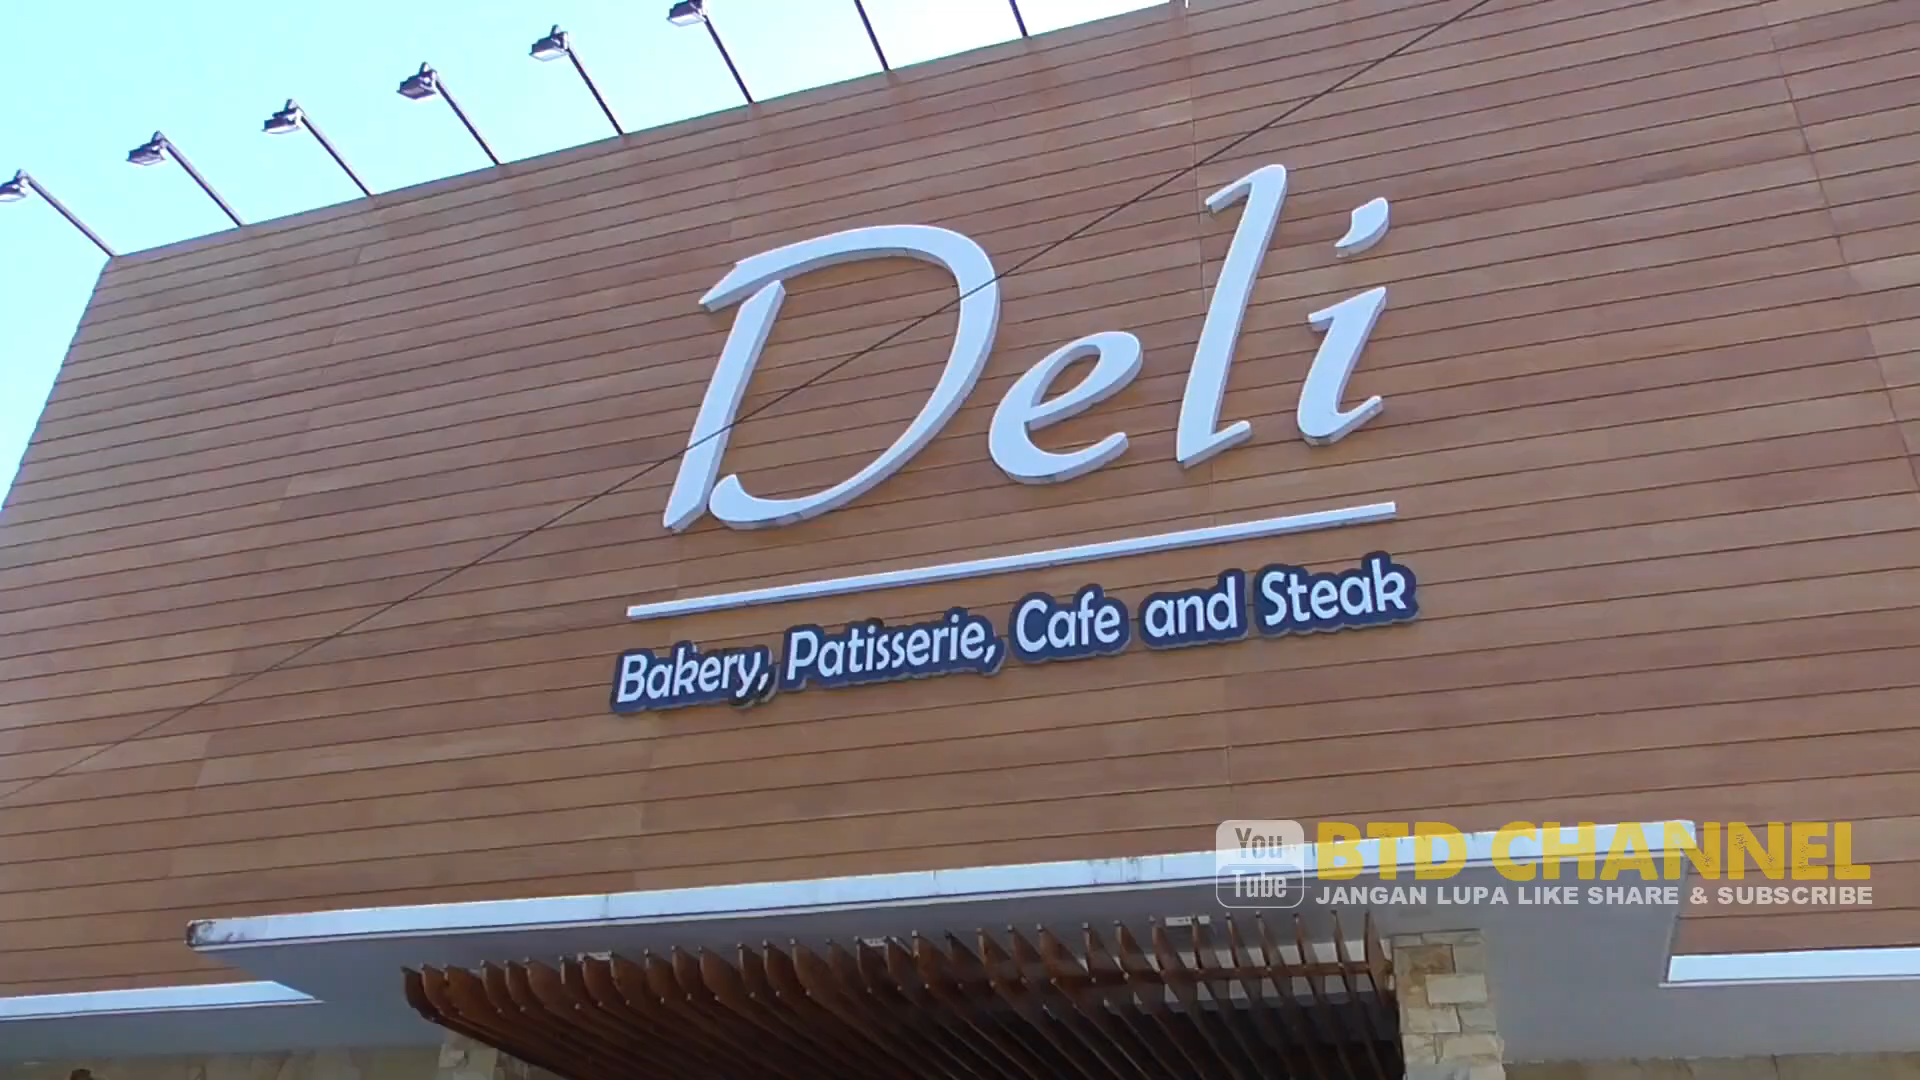 Deli
Bakery, Patisserie, Cafe and Steak
You
Tube
BTD CHANNEL
JANGAN LUPA LIKE SHARE & SUBSCRIBE